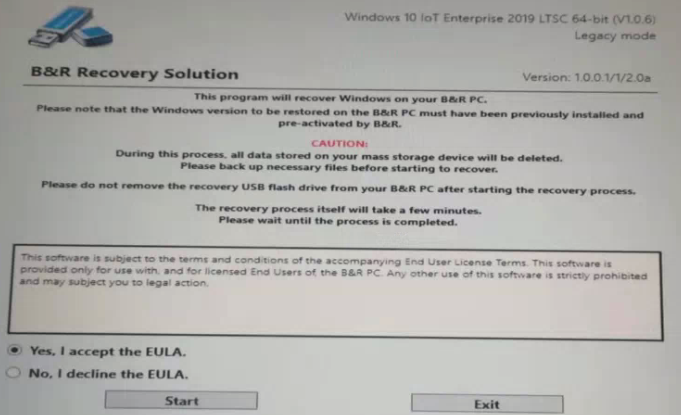 Windows 10 IoT Enterprise 2019 LTSC 64-bit (V1.0.6)
Legacy mode
B&R Recovery Solution
Version: 1.0.0.1/1/2.0a
This program will recover Windows on your B&R PC.
Please note that the Windows version to be restored on the B&R PC must have been previously installed and
pre-activated by B&R.
CAUTION:
During this process, all data stored on your mass storage device will be deleted.
Please back up necessary files before starting to recover.
Please do not remove the recovery USB flash drive from your B&R PC after starting the recovery process.
The recovery process itself will take a few minutes.
Please wait until the process is completed.
This software is subject to the terms and conditions of the accompanying End User License Terms. This software is
provided only for use with, and for licensed End Users of, the B&R PC. Any other use of this software is strictly prohibited
and may subject you to legal action.
Yes, I accept the EULA.
No, I decline the EULA.
Start
Exit